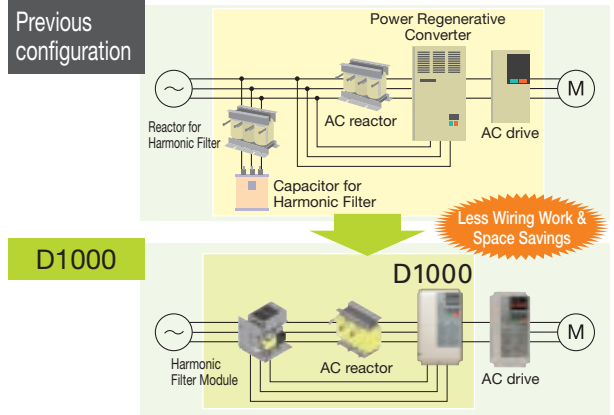 Previous
configuration
Power Regenerative
Converter
M
AC reactor
AC drive
Reactor for
Harmonic Filter
Capacitor for
Harmonic Filter
Less Wiring Work &
Space Savings
D1000
D1000
M
Harmonic
Filter Module
AC reactor
AC drive